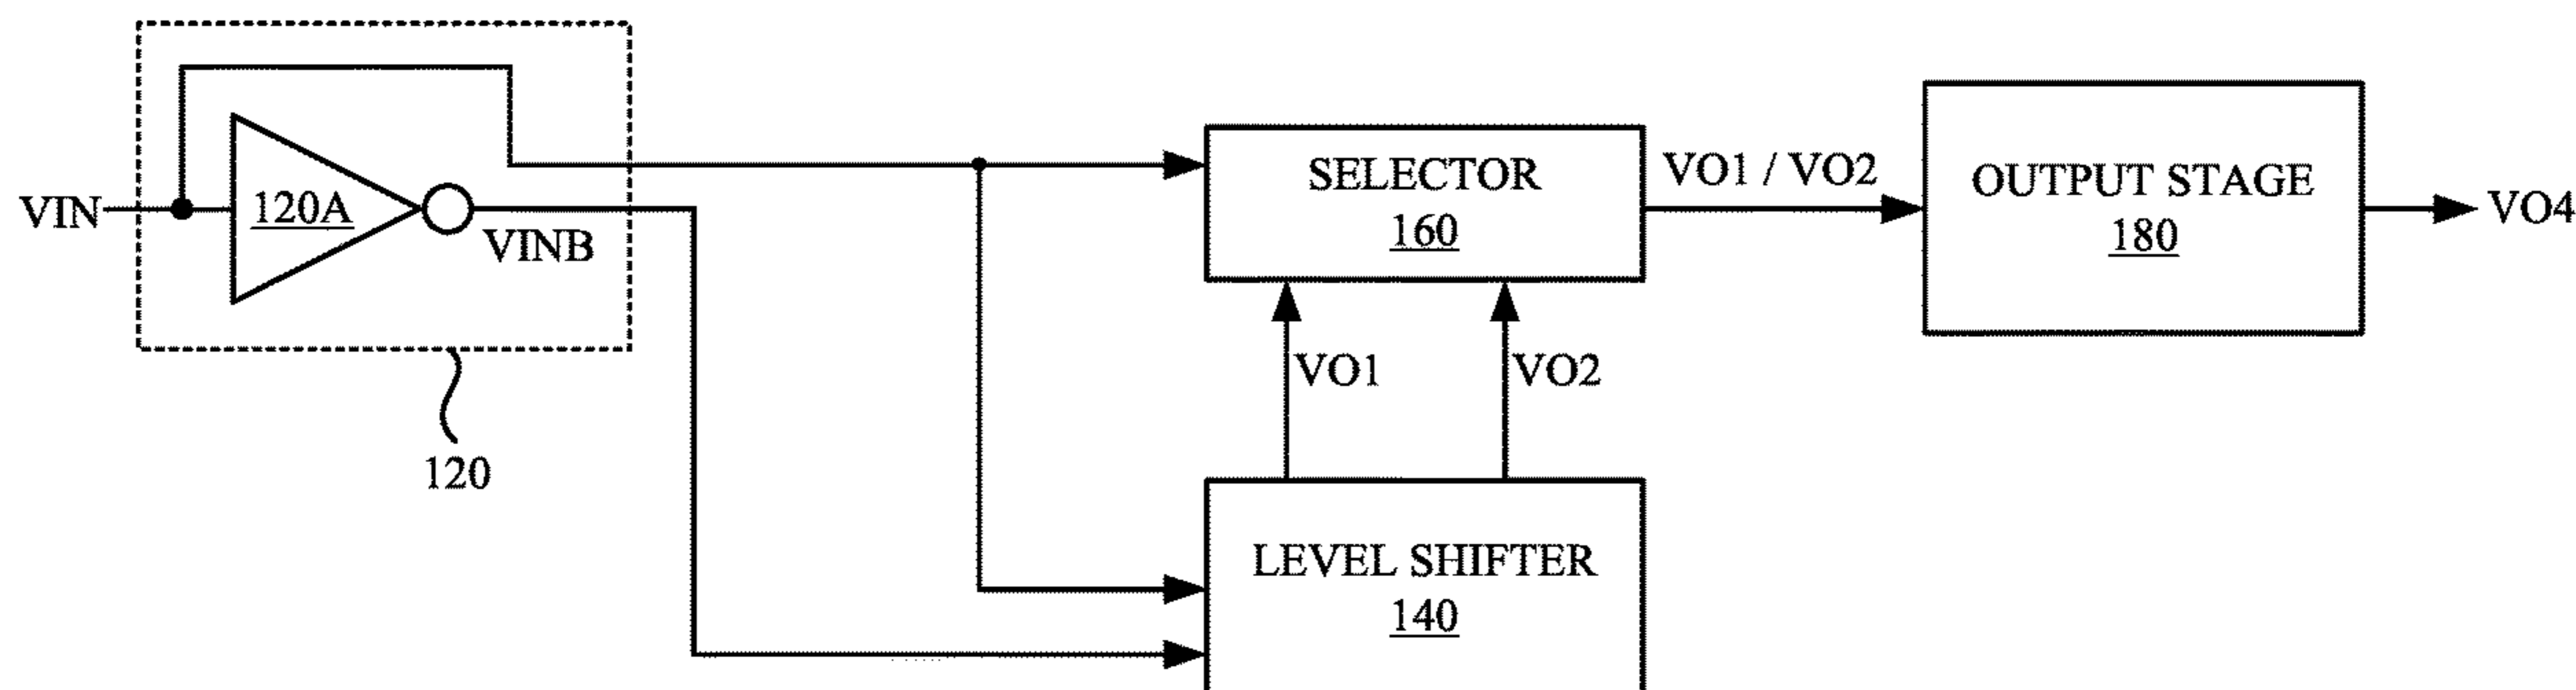 VIN
120A
VINB
120
SELECTOR
160
VO1 / VO2
OUTPUT STAGE
180
VO4
VO1
VO2
LEVEL SHIFTER
140